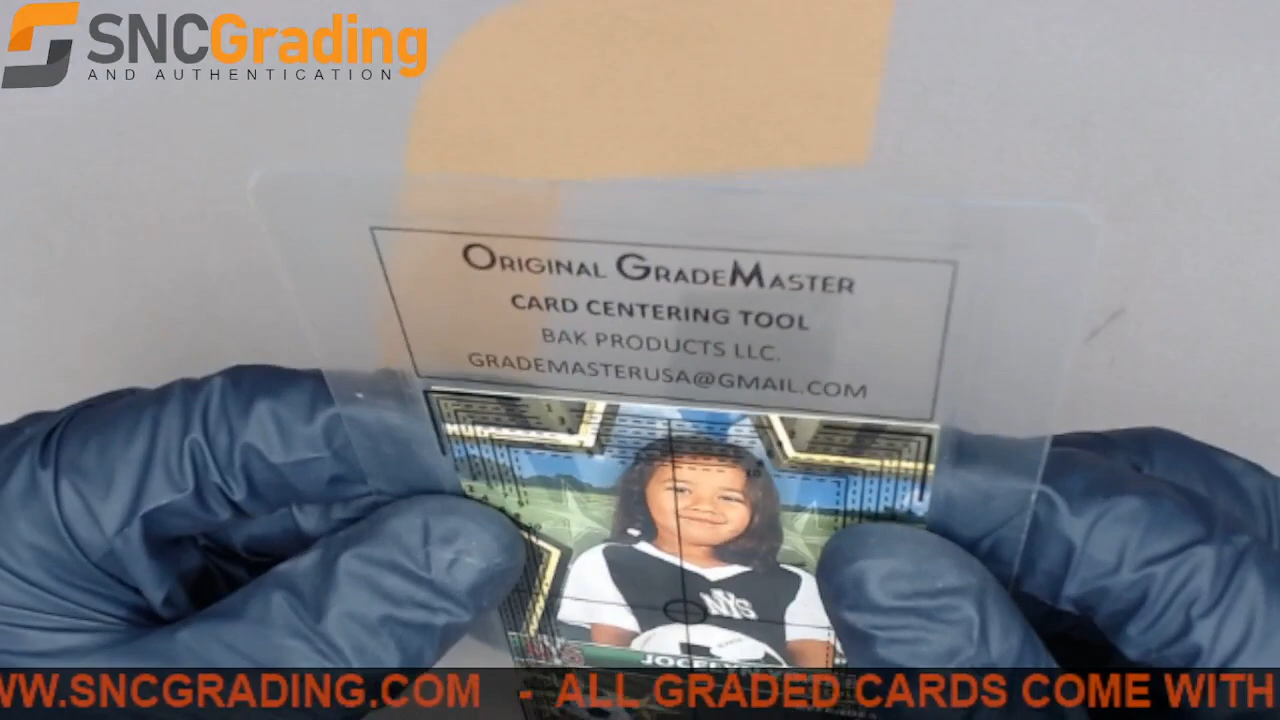 SNCGrading
AND AUTHENTICATION
ORIGINAL GRADEMASTER
CARD CENTERING TOOL
BAK PRODUCTS LLC.
GRADEMASTERUSA@GMAIL.COM
NYS
WW.SNCGRADING.COM - ALL GRADED CARDS COME WITH